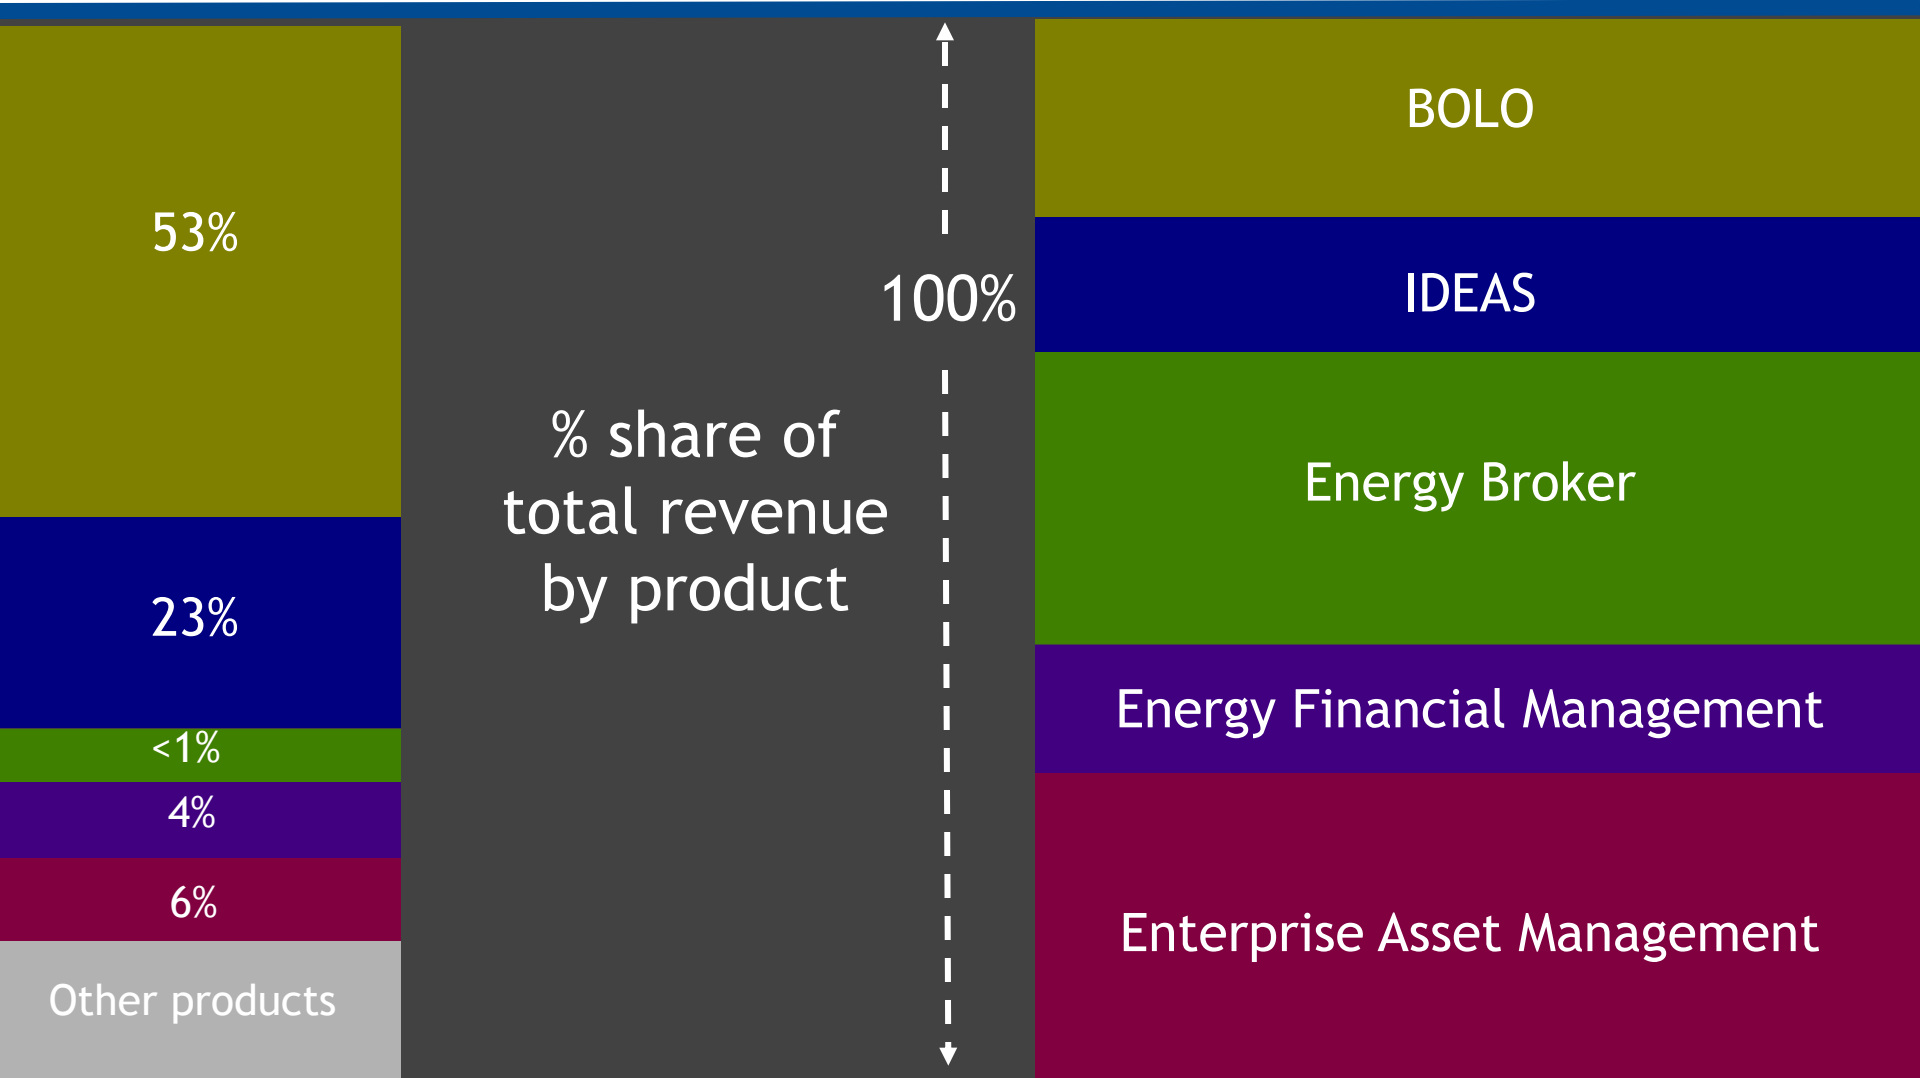 53%
23%
<1%
4%
6%
Other products
% share of
total revenue
by product
100%
BOLO
IDEAS
Energy Broker
Energy Financial Management
Enterprise Asset Management